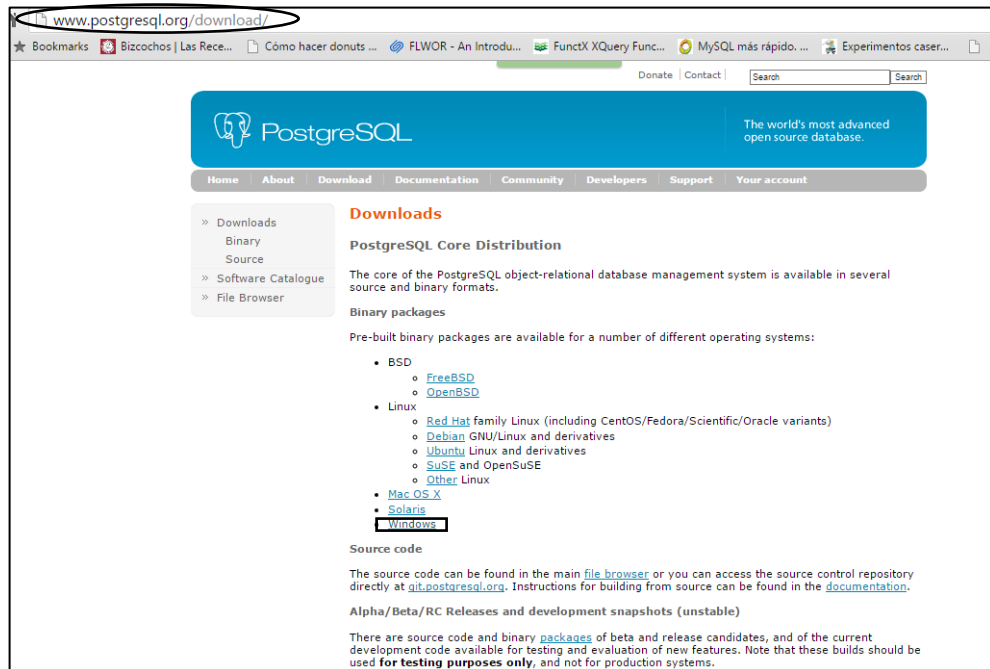 www.postgresql.org/download/
Bookmarks Bizcochos | Las Rece... Cómo hacer donuts ... FLWOR - An Introdu... FunctX XQuery Func... MySQL más rápido. ... Experimentos caser...
Donate Contact Search Search
PostgreSQL
The world's most advanced
open source database.
Home About Download Documentation Community Developers Support Your account
» Downloads
Binary
Source
» Software Catalogue
» File Browser
Downloads
PostgreSQL Core Distribution
The core of the PostgreSQL object-relational database management system is available in several
source and binary formats.
Binary packages
Pre-built binary packages are available for a number of different operating systems:
• BSD
o FreeBSD
o OpenBSD
• Linux
o Red Hat family Linux (including CentOS/Fedora/Scientific/Oracle variants)
o Debian GNU/Linux and derivatives
o Ubuntu Linux and derivatives
o SuSE and OpenSuSE
o Other Linux
• Mac OS X
• Solaris
• Windows
Source code
The source code can be found in the main file browser or you can access the source control repository
directly at git.postgresql.org. Instructions for building from source can be found in the documentation.
Alpha/Beta/RC Releases and development snapshots (unstable)
There are source code and binary packages of beta and release candidates, and of the current
development code available for testing and evaluation of new features. Note that these builds should be
used for testing purposes only, and not for production systems.